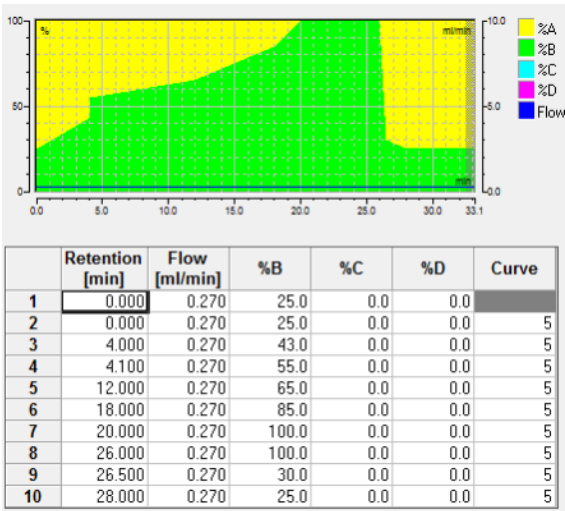 100
%
ml/min
10.0
%A
%B
%C
50
5.0
%D
Flow
min
0
0.0
0.0 5.0 10.0 15.0 20.0 25.0 30.0 33.1
Retention [min] Flow [ml/min] %B %C %D Curve
1 0.000 0.270 25.0 0.0 0.0
2 0.000 0.270 25.0 0.0 0.0 5
3 4.000 0.270 43.0 0.0 0.0 5
4 4.100 0.270 55.0 0.0 0.0 5
5 12.000 0.270 65.0 0.0 0.0 5
6 18.000 0.270 85.0 0.0 0.0 5
7 20.000 0.270 100.0 0.0 0.0 5
8 26.000 0.270 100.0 0.0 0.0 5
9 26.500 0.270 30.0 0.0 0.0 5
10 28.000 0.270 25.0 0.0 0.0 5